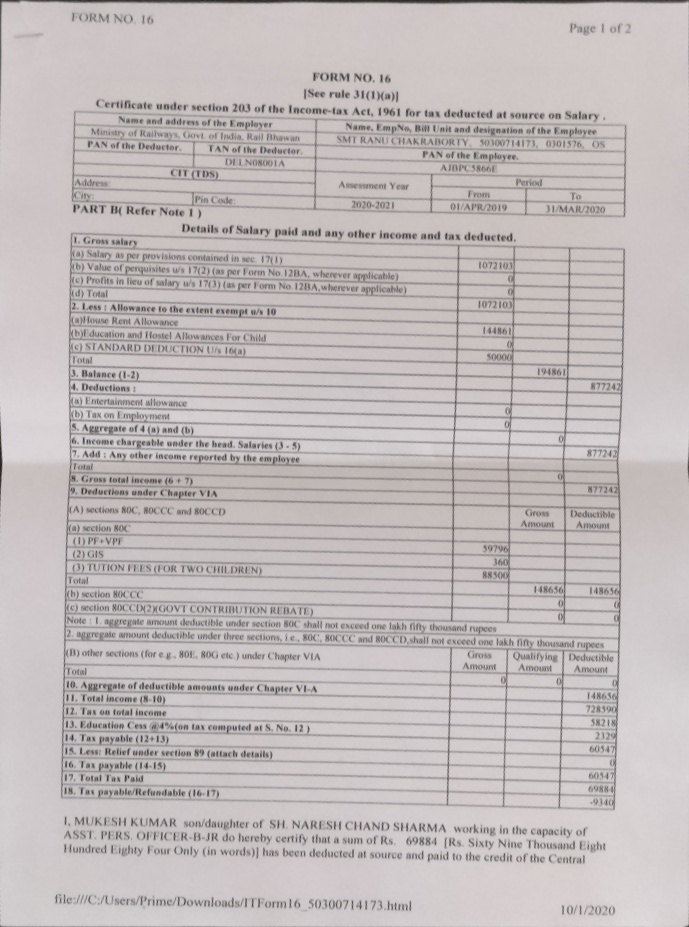 FORM NO. 16
Page 1 of 2
FORM NO. 16
[See rule 31(1)(a)]
Certificate under section 203 of the Income-tax Act, 1961 for tax deducted at source on Salary .
Name and address of the Employer Name, EmpNo, Bill Unit and designation of the Employee
Ministry of Railways, Govt. of India, Rail Bhawan SMT RANU CHAKRABORTY, 50300714173, 0301576, OS
PAN of the Deductor. TAN of the Deductor. PAN of the Employee.
DELN08001A AJBPC5866E
CIT (TDS) Assessment Year Period
Address:
City: Pin Code: From To
2020-2021 01/APR/2019 31/MAR/2020
PART B( Refer Note 1 )
Details of Salary paid and any other income and tax deducted.
1. Gross salary
(a) Salary as per provisions contained in sec. 17(1) 1072103
(b) Value of perquisites u/s 17(2) (as per Form No.12BA, wherever applicable) 0
(c) Profits in lieu of salary u/s 17(3) (as per Form No.12BA,wherever applicable) 0
(d) Total 1072103
2. Less : Allowance to the extent exempt u/s 10
(a)House Rent Allowance 144861
(b)Education and Hostel Allowances For Child 0
(c) STANDARD DEDUCTION U/s 16(a) 50000
Total 194861
3. Balance (1-2) 877242
4. Deductions :
(a) Entertainment allowance 0
(b) Tax on Employment 0
5. Aggregate of 4 (a) and (b) 0
6. Income chargeable under the head. Salaries (3 - 5) 877242
7. Add : Any other income reported by the employee
Total 0
8. Gross total income (6 + 7) 877242
9. Deductions under Chapter VIA
(A) sections 80C, 80CCC and 80CCD Gross Amount Deductible Amount
(a) section 80C
(1) PF+VPF 59796
(2) GIS 360
(3) TUTION FEES (FOR TWO CHILDREN) 88500
Total 148656 148656
(b) section 80CCC 0 0
(c) section 80CCD(2)(GOVT CONTRIBUTION REBATE) 0 0
Note : 1. aggregate amount deductible under section 80C shall not exceed one lakh fifty thousand rupees
2. aggregate amount deductible under three sections, i.e., 80C, 80CCC and 80CCD,shall not exceed one lakh fifty thousand rupees
(B) other sections (for e.g., 80E, 80G etc.) under Chapter VIA Gross Amount Qualifying Amount Deductible Amount
Total 0 0 0
10. Aggregate of deductible amounts under Chapter VI-A 148656
11. Total income (8-10) 728590
12. Tax on total income 58218
13. Education Cess @4%(on tax computed at S. No. 12 ) 2329
14. Tax payable (12+13) 60547
15. Less: Relief under section 89 (attach details) 0
16. Tax payable (14-15) 60547
17. Total Tax Paid 69884
18. Tax payable/Refundable (16-17) -9340
I, MUKESH KUMAR son/daughter of SH. NARESH CHAND SHARMA working in the capacity of
ASST. PERS. OFFICER-B-JR do hereby certify that a sum of Rs. 69884 [Rs. Sixty Nine Thousand Eight
Hundred Eighty Four Only (in words)] has been deducted at source and paid to the credit of the Central
file:///C:/Users/Prime/Downloads/ITForm16_50300714173.html
10/1/2020